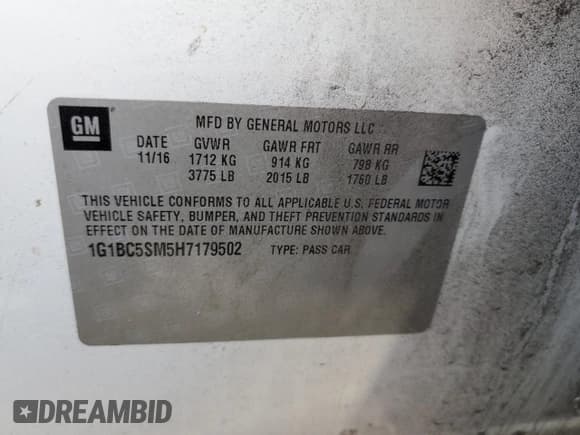 GM
MFD BY GENERAL MOTORS LLC
DATE GVWR GAWR FRT GAWR RR
11/16 1712 KG 914 KG 798 KG
3775 LB 2015 LB 1760 LB
THIS VEHICLE CONFORMS TO ALL APPLICABLE U.S. FEDERAL MOTOR
VEHICLE SAFETY, BUMPER, AND THEFT PREVENTION STANDARDS IN
EFFECT ON THE DATE OF MANUFACTURE SHOWN ABOVE.
1G1BC5SM5H7179502 TYPE: PASS CAR
DREAMBID